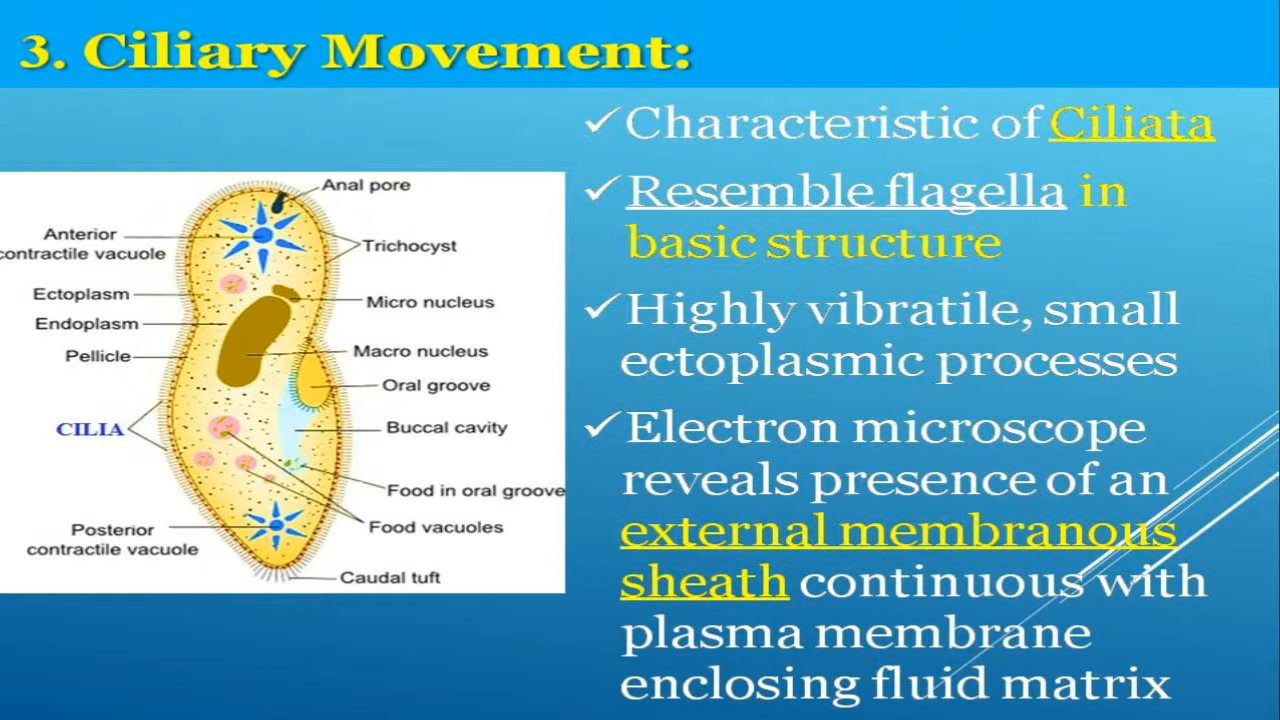 3. Ciliary Movement:
Anal pore
Anterior
contractile vacuole
Trichocyst
Ectoplasm
Micro nucleus
Endoplasm
Macro nucleus
Pellicle
Oral groove
CILIA
Buccal cavity
Food in oral groove
Food vacuoles
Posterior
contractile vacuole
Caudal tuft
✓Characteristic of Ciliata
✓Resemble flagella in
basic structure
✓Highly vibratile, small
ectoplasmic processes
✓Electron microscope
reveals presence of an
external membranous
sheath continuous with
plasma membrane
enclosing fluid matrix